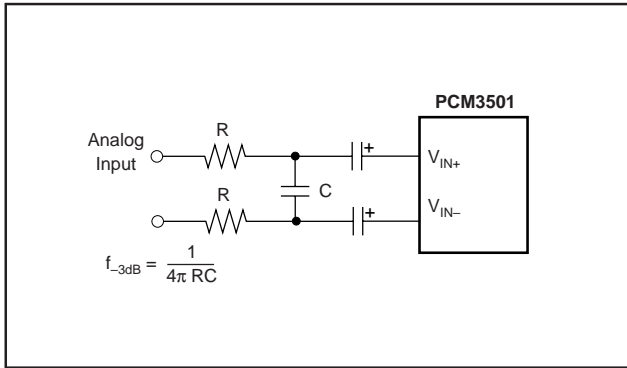 PCM3501
R
Analog
Input
+
V_IN+
C
R
V_IN–
+
f_–3dB = 1 / 4π RC